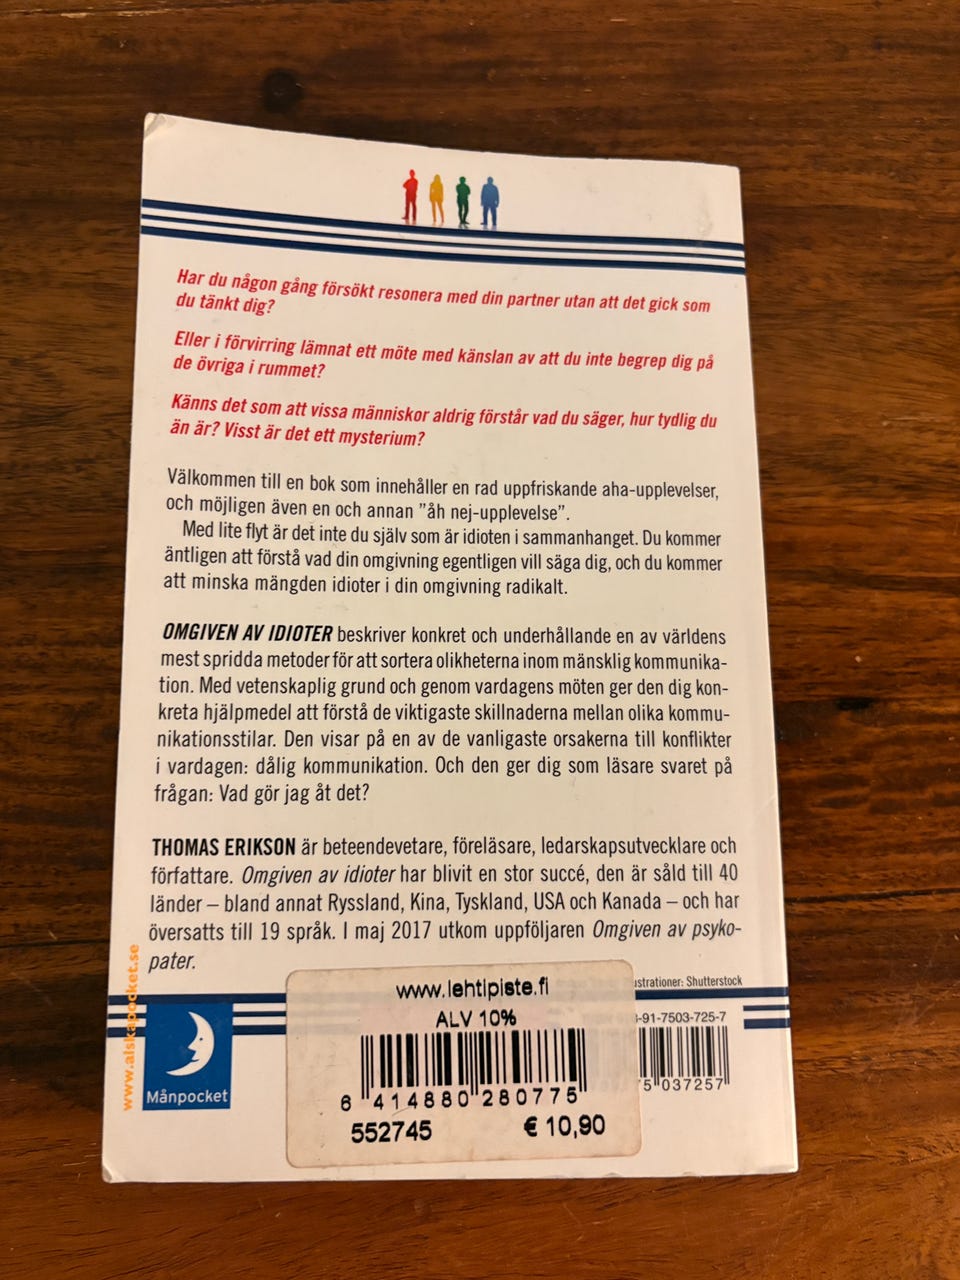 Har du någon gång försökt resonera med din partner utan att det gick som
du tänkt dig?
Eller i förvirring lämnat ett möte med känslan av att du inte begrep dig på
de övriga i rummet?
Känns det som att vissa människor aldrig förstår vad du säger, hur tydlig du
än är? Visst är det ett mysterium?
Välkommen till en bok som innehåller en rad uppfriskande aha-upplevelser,
och möjligen även en och annan ”åh nej-upplevelse”.
Med lite flyt är det inte du själv som är idioten i sammanhanget. Du kommer
äntligen att förstå vad din omgivning egentligen vill säga dig, och du kommer
att minska mängden idioter i din omgivning radikalt.
OMGIVEN AV IDIOTER beskriver konkret och underhållande en av världens
mest spridda metoder för att sortera olikheterna inom mänsklig kommunika-
tion. Med vetenskaplig grund och genom vardagens möten ger den dig kon-
kreta hjälpmedel att förstå de viktigaste skillnaderna mellan olika kommu-
nikationsstilar. Den visar på en av de vanligaste orsakerna till konflikter
i vardagen: dålig kommunikation. Och den ger dig som läsare svaret på
frågan: Vad gör jag åt det?
THOMAS ERIKSON är beteendevetare, föreläsare, ledarskapsutvecklare och
författare. Omgiven av idioter har blivit en stor succé, den är såld till 40
länder – bland annat Ryssland, Kina, Tyskland, USA och Kanada – och har
översatts till 19 språk. I maj 2017 utkom uppföljaren Omgiven av psyko-
pater.
ustrationer: Shutterstock
www.alskapocket.se
Månpocket
www.lehtipiste.fi
ALV 10%
6 414880 280775
552745 € 10,90
-91-7503-725-7
5 037257